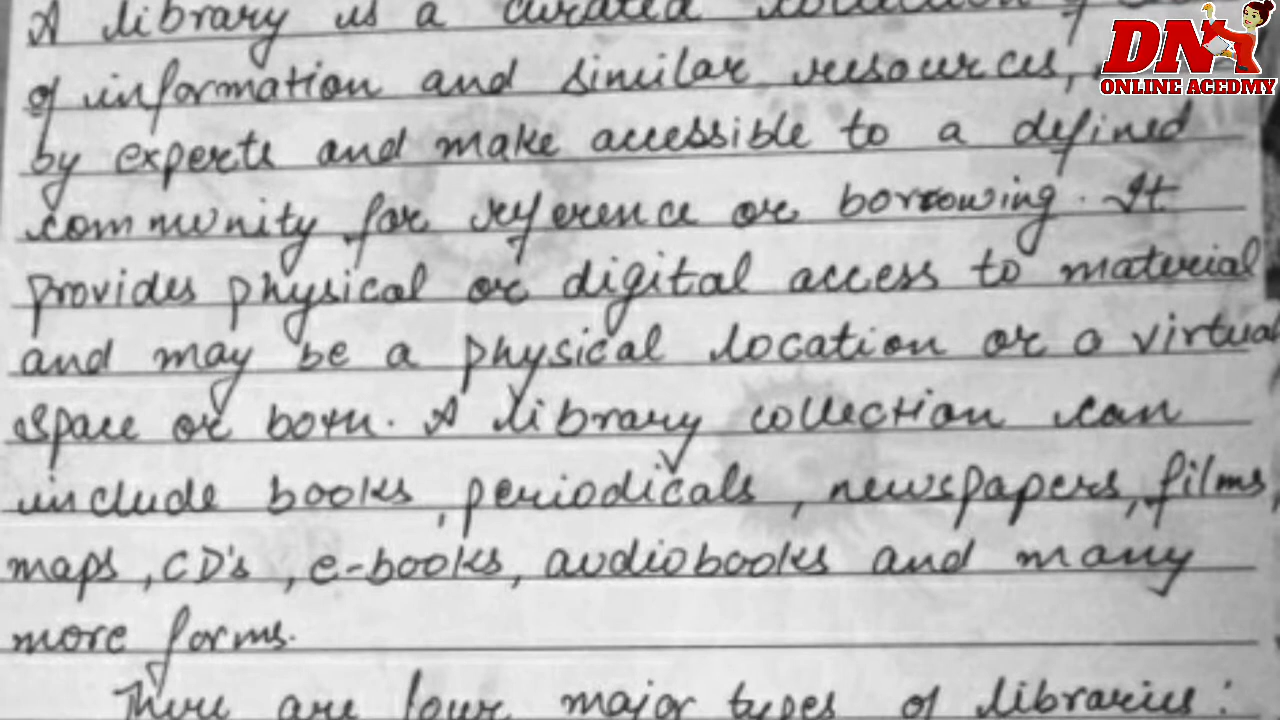 A library is a curated collection of
of information and similar resources,
by experts and make accessible to a defined
community for reference or borrowing. It
provides physical or digital access to material
and may be a physical location or a virtual
space or both. A library collection can
include books, periodicals, newspapers, films,
maps, CD's, e-books, audiobooks and many
more forms.
There are four major types of libraries:
DNA
ONLINE ACEDMY